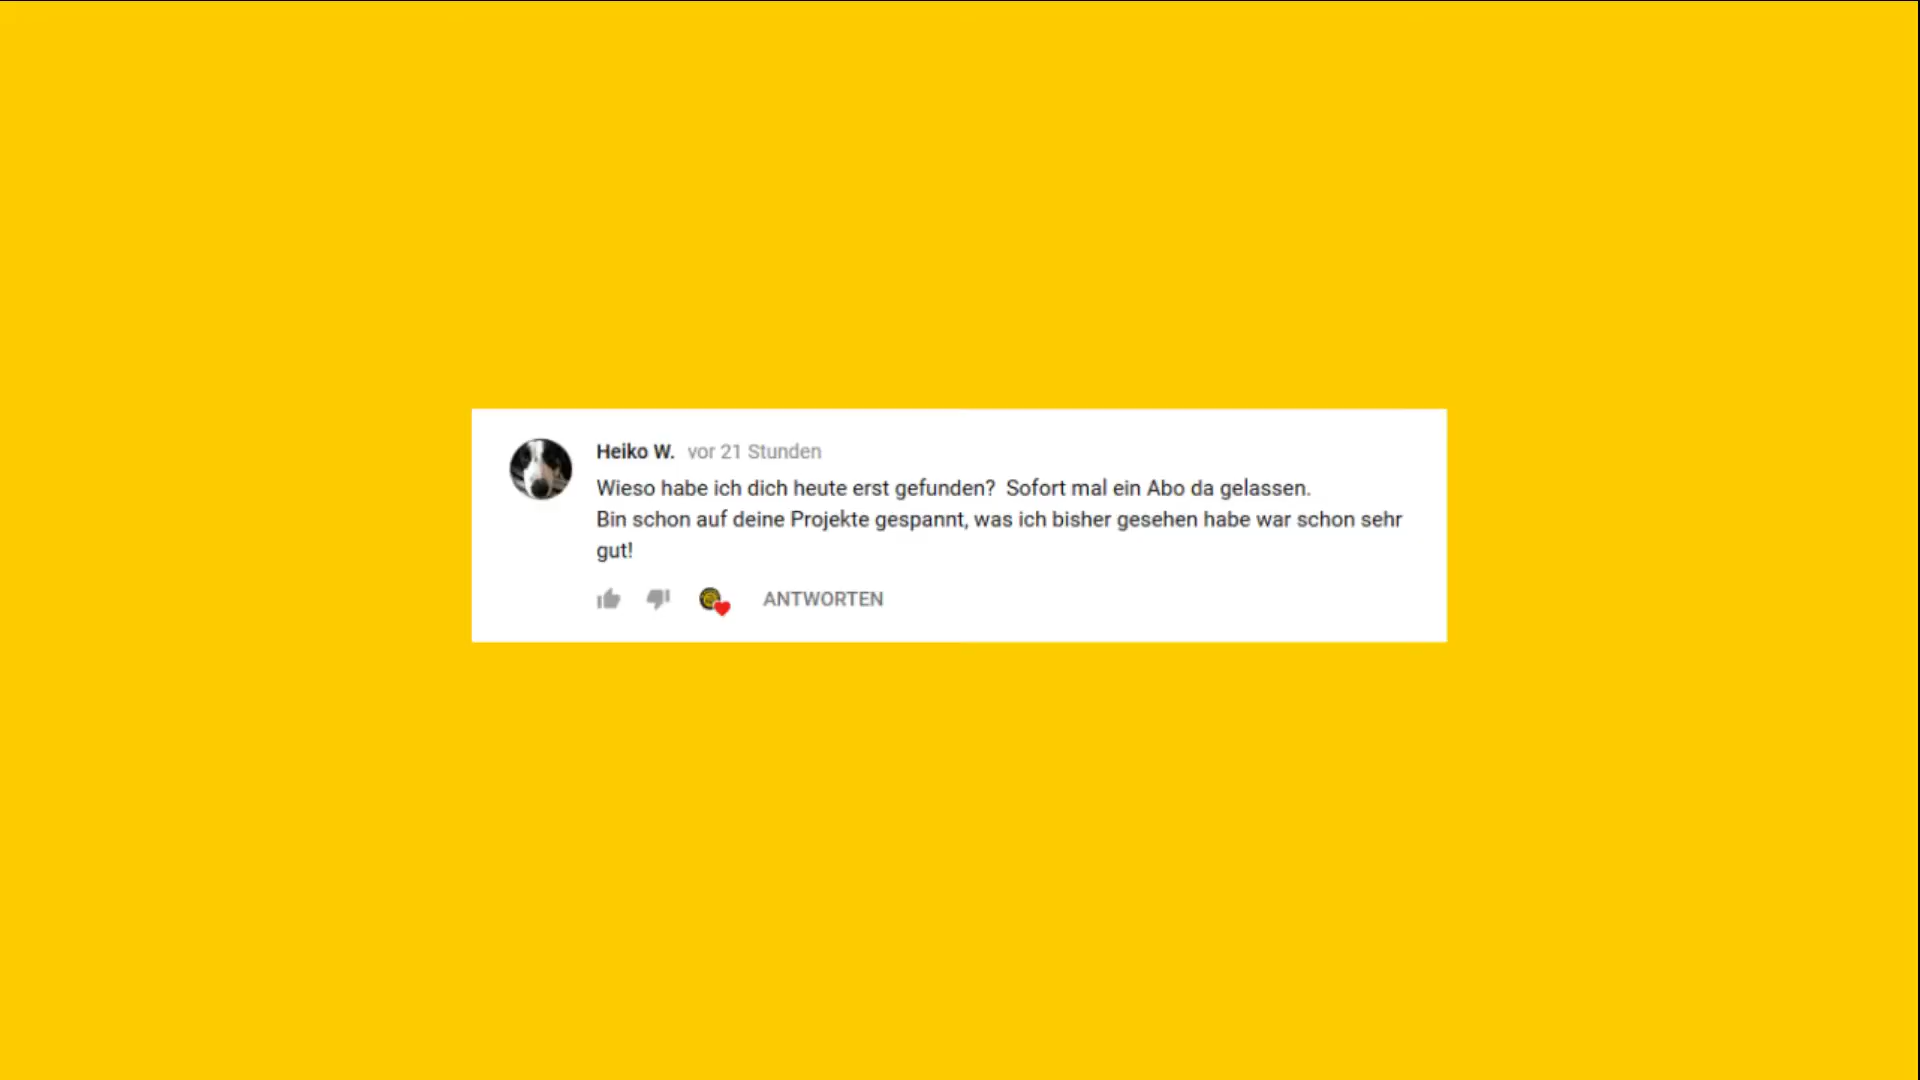 Heiko W. vor 21 Stunden
Wieso habe ich dich heute erst gefunden?  Sofort mal ein Abo da gelassen.
Bin schon auf deine Projekte gespannt, was ich bisher gesehen habe war schon sehr
gut!
ANTWORTEN